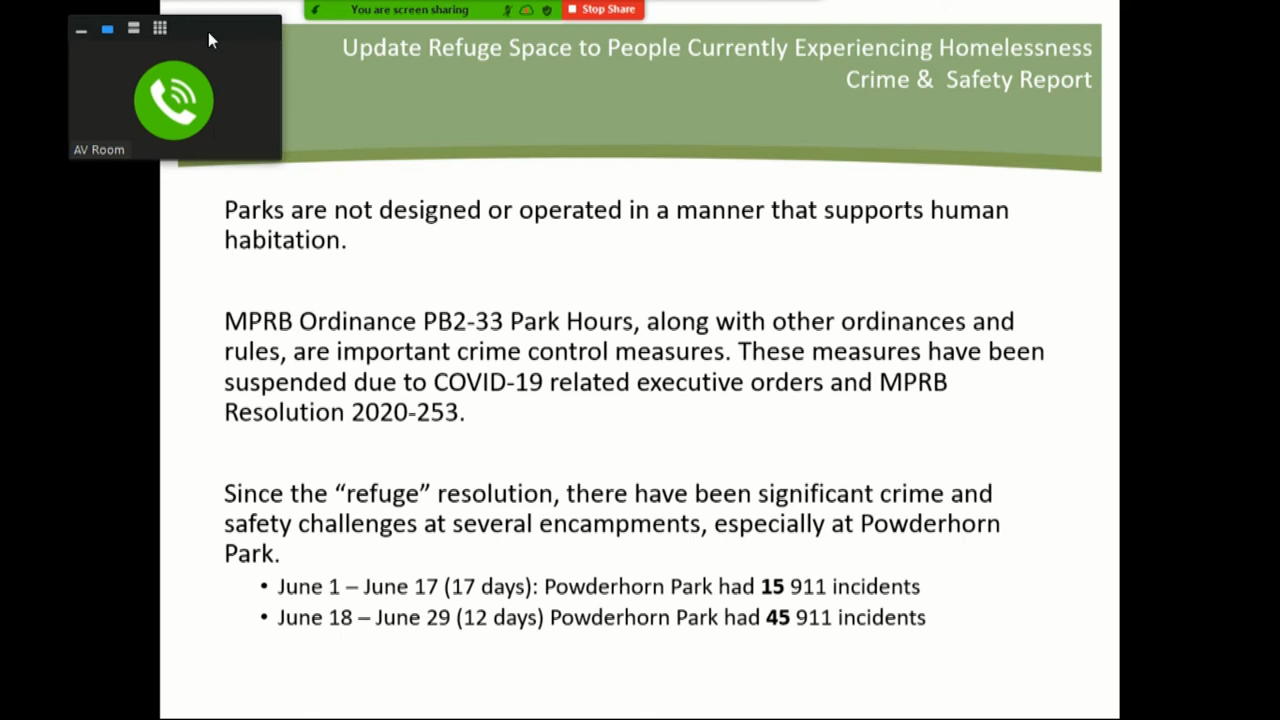 You are screen sharing
Stop Share
AV Room
Update Refuge Space to People Currently Experiencing Homelessness
Crime & Safety Report
Parks are not designed or operated in a manner that supports human
habitation.
MPRB Ordinance PB2-33 Park Hours, along with other ordinances and
rules, are important crime control measures. These measures have been
suspended due to COVID-19 related executive orders and MPRB
Resolution 2020-253.
Since the “refuge” resolution, there have been significant crime and
safety challenges at several encampments, especially at Powderhorn
Park.
• June 1 – June 17 (17 days): Powderhorn Park had 15 911 incidents
• June 18 – June 29 (12 days) Powderhorn Park had 45 911 incidents